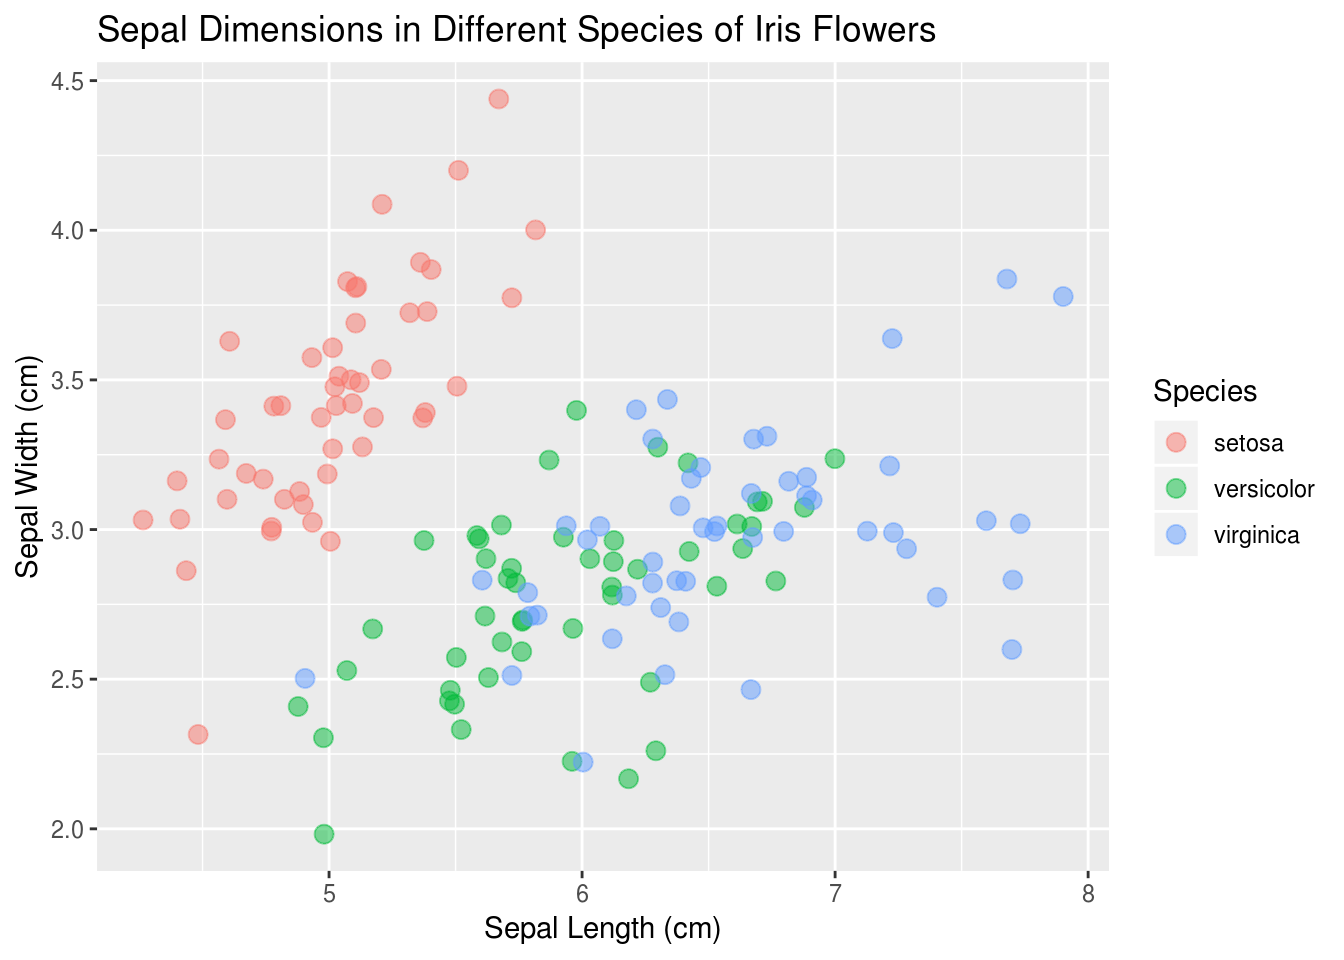 Sepal Dimensions in Different Species of Iris Flowers
4.5
4.0
3.5
3.0
2.5
2.0
Sepal Width (cm)
5 6 7 8
Sepal Length (cm)
Species
setosa
versicolor
virginica